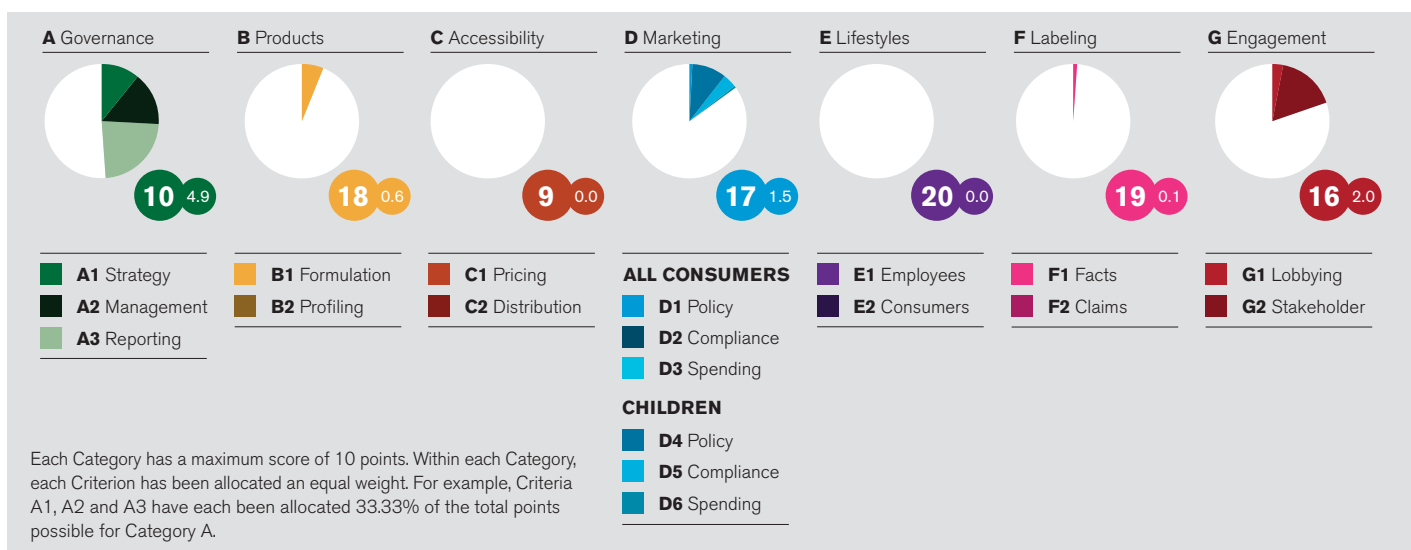 A Governance
B Products
C Accessibility
D Marketing
E Lifestyles
F Labeling
G Engagement
10 4.9
18 0.6
9 0.0
17 1.5
20 0.0
19 0.1
16 2.0
A1 Strategy
A2 Management
A3 Reporting
B1 Formulation
B2 Profiling
C1 Pricing
C2 Distribution
ALL CONSUMERS
D1 Policy
D2 Compliance
D3 Spending
CHILDREN
D4 Policy
D5 Compliance
D6 Spending
E1 Employees
E2 Consumers
F1 Facts
F2 Claims
G1 Lobbying
G2 Stakeholder
Each Category has a maximum score of 10 points. Within each Category,
each Criterion has been allocated an equal weight. For example, Criteria
A1, A2 and A3 have each been allocated 33.33% of the total points
possible for Category A.